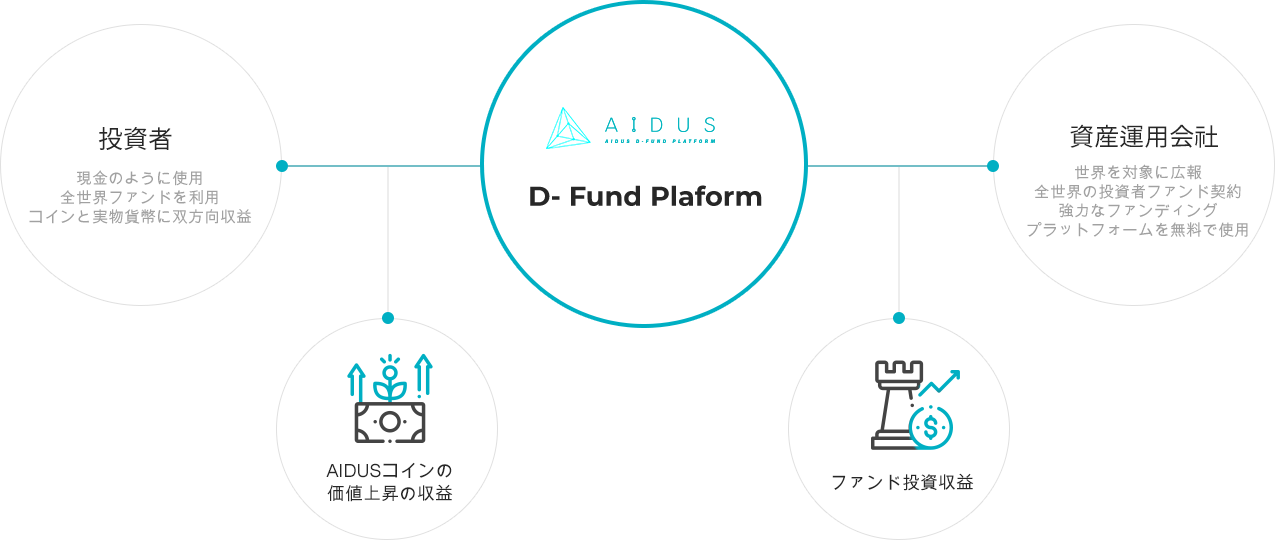 投資者
現金のように使用
全世界ファンドを利用
コインと実物貨幣に双方向収益
AIDUS
AIDUS D-FUND PLATFORM
D- Fund Plaform
資産運用会社
世界を対象に広報
全世界の投資者ファンド契約
強力なファンディング
プラットフォームを無料で使用
AIDUSコインの
価値上昇の収益
$
ファンド投資収益